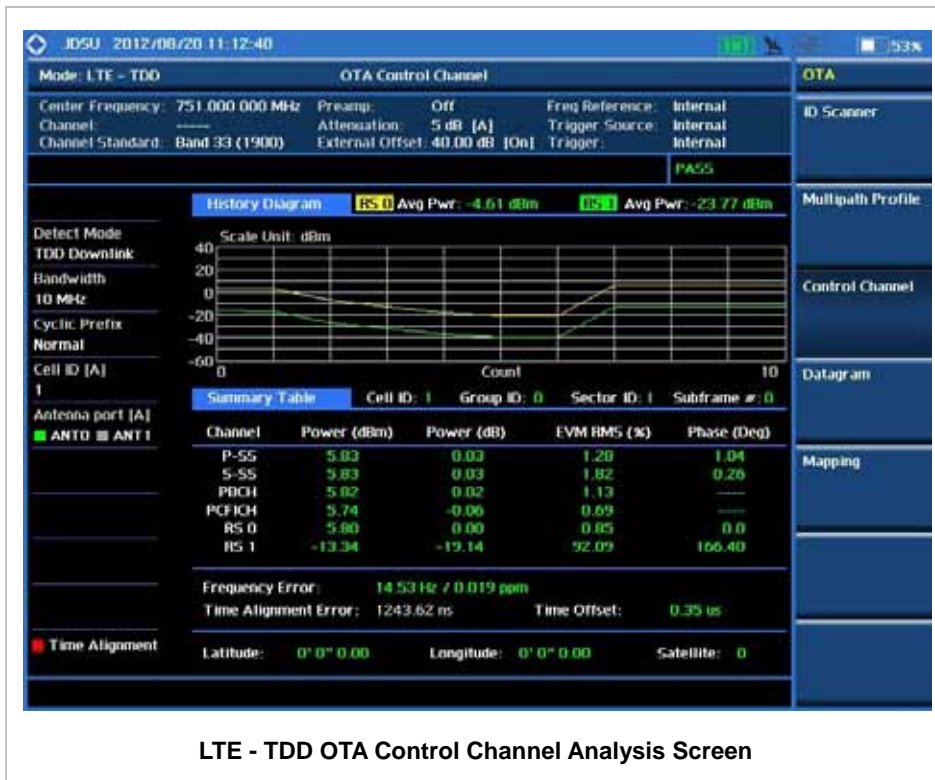 JDSU 2012/08/20 11:12:40 53%
Mode: LTE - TDD OTA Control Channel OTA
Center Frequency: 751.000 000 MHz Preamp: Off Freq Reference: Internal
Channel: ----- Attenuation: 5 dB [A] Trigger Source: Internal
Channel Standard: Band 33 (1900) External Offset: 40.00 dB [On] Trigger: Internal
ID Scanner
PASS
History Diagram RS 0 Avg Pwr: -4.61 dBm RS 1 Avg Pwr: -23.77 dBm
Multipath Profile
Detect Mode
TDD Downlink
Scale Unit: dBm
40
20
0
-20
-40
-60
0 Count 10
Bandwidth
10 MHz
Control Channel
Cyclic Prefix
Normal
Cell ID [A]
1
Datagram
Summary Table Cell ID: 1 Group ID: 0 Sector ID: 1 Subframe #: 0
Antenna port [A]
ANT0 ANT1
Channel Power (dBm) Power (dB) EVM RMS (%) Phase (Deg)
P-SS 5.83 0.03 1.28 1.04
S-SS 5.83 0.03 1.82 0.26
PBCH 5.82 0.02 1.13 ----
PCFICH 5.74 -0.06 0.69 ----
RS 0 5.80 0.00 0.85 0.0
RS 1 -13.34 -19.14 92.09 166.40
Mapping
Frequency Error: 14.53 Hz / 0.019 ppm
Time Alignment Error: 1243.62 ns Time Offset: 0.35 us
Time Alignment
Latitude: 0' 0" 0.00 Longitude: 0' 0" 0.00 Satellite: 0
LTE - TDD OTA Control Channel Analysis Screen